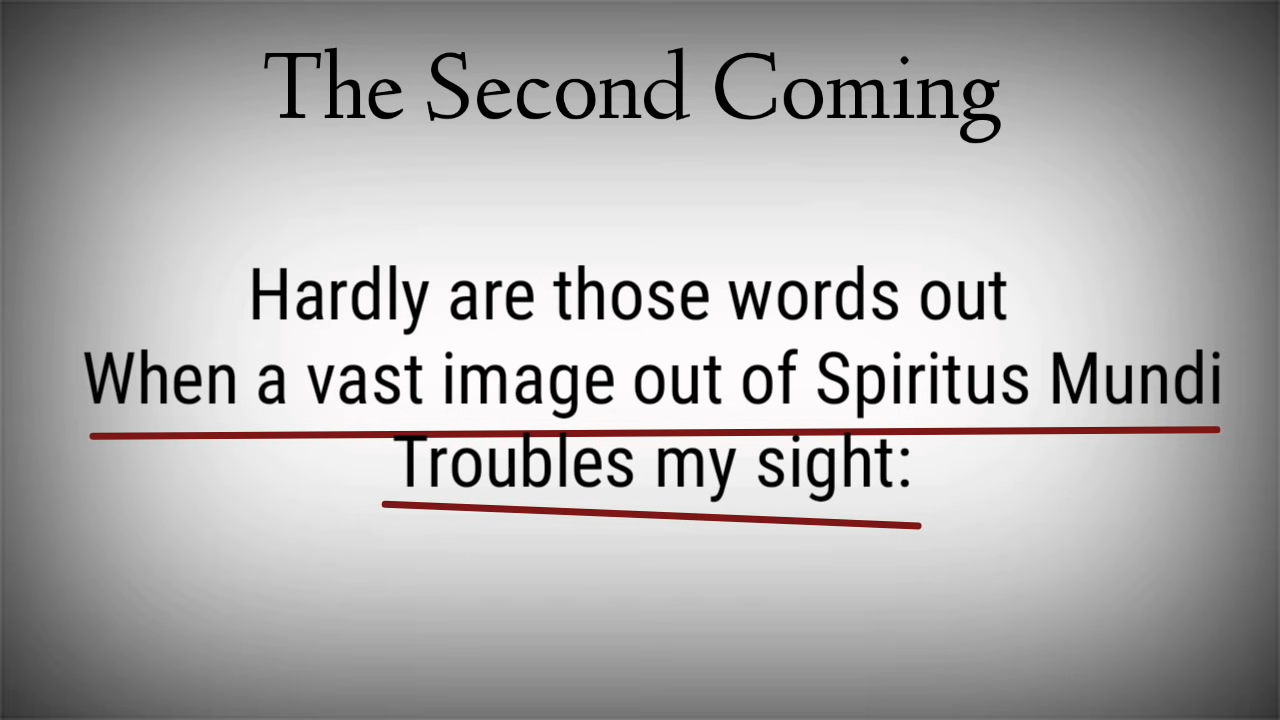 The Second Coming
Hardly are those words out
When a vast image out of Spiritus Mundi
Troubles my sight: